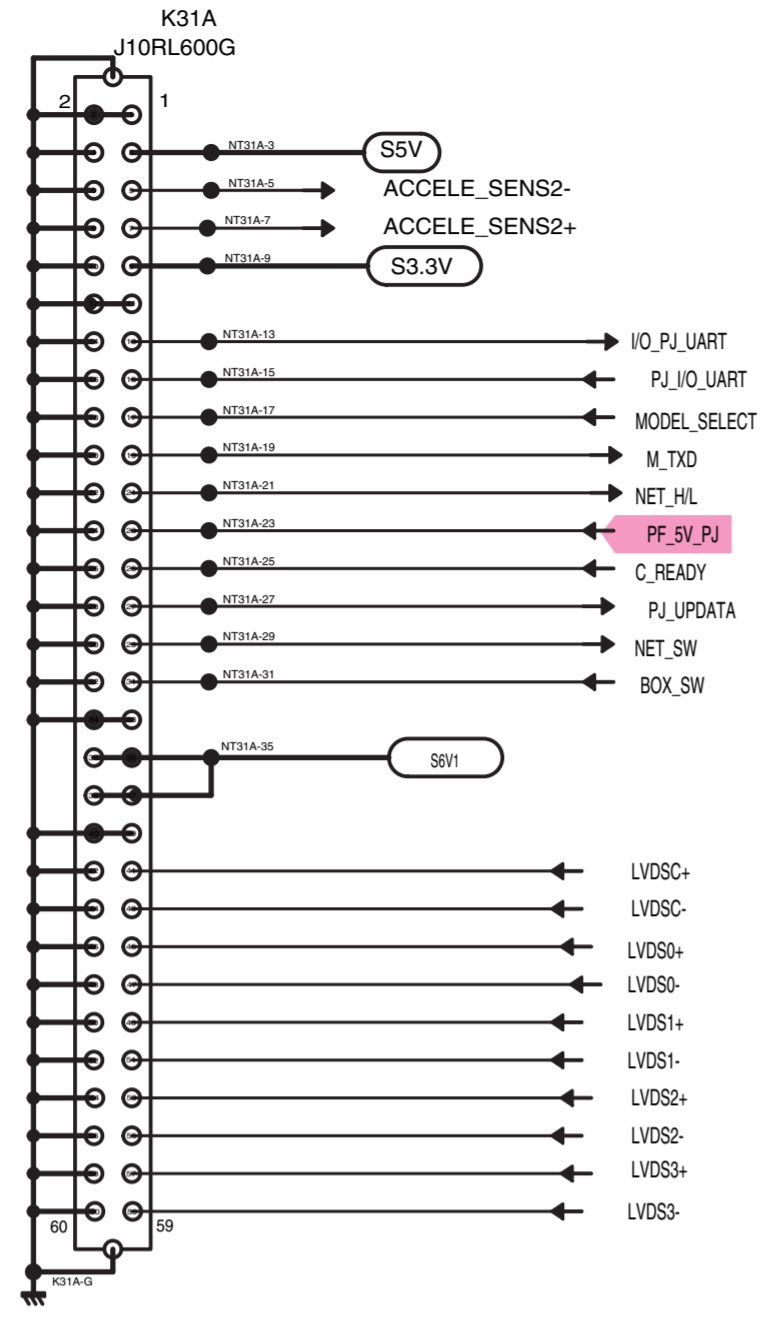 K31A
J10RL600G
2
1
NT31A-3
S5V
NT31A-5
ACCELE_SENS2-
NT31A-7
ACCELE_SENS2+
NT31A-9
S3.3V
NT31A-13
I/O_PJ_UART
NT31A-15
PJ_I/O_UART
NT31A-17
MODEL_SELECT
NT31A-19
M_TXD
NT31A-21
NET_H/L
NT31A-23
PF_5V_PJ
NT31A-25
C_READY
NT31A-27
PJ_UPDATA
NT31A-29
NET_SW
NT31A-31
BOX_SW
NT31A-35
S6V1
LVDSC+
LVDSC-
LVDS0+
LVDS0-
LVDS1+
LVDS1-
LVDS2+
LVDS2-
LVDS3+
LVDS3-
60
59
K31A-G